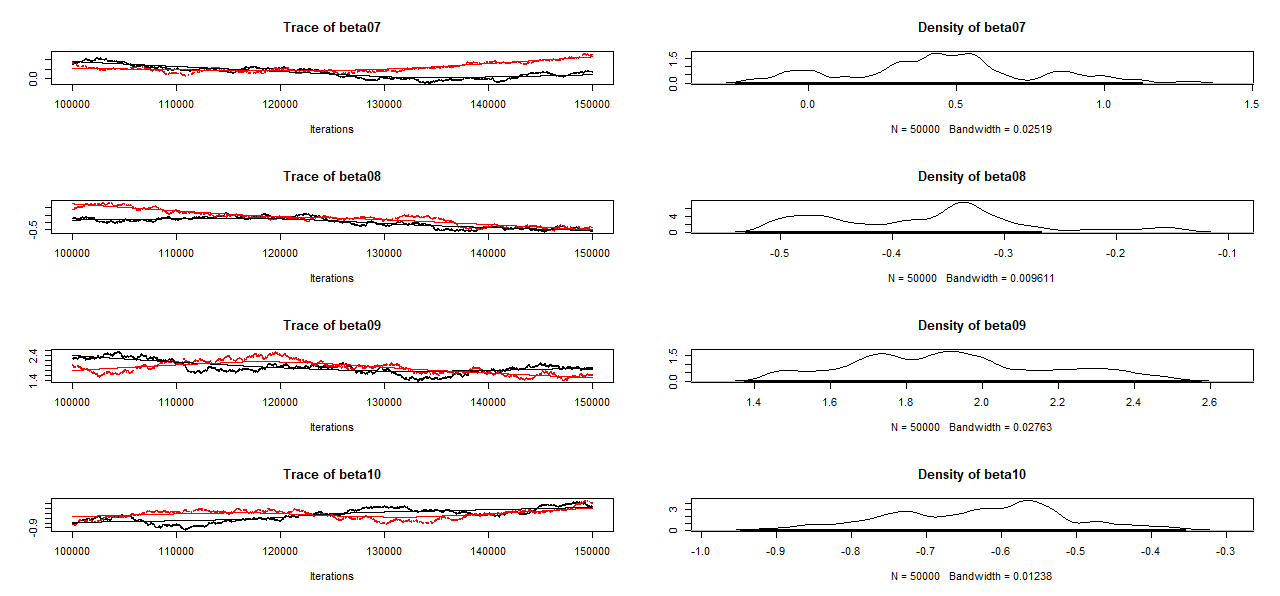 Trace of beta07
0.0
100000 110000 120000 130000 140000 150000
Iterations
Density of beta07
0.0 1.5
0.0 0.5 1.0 1.5
N = 50000 Bandwidth = 0.02519
Trace of beta08
-0.5
100000 110000 120000 130000 140000 150000
Iterations
Density of beta08
0 4
-0.5 -0.4 -0.3 -0.2 -0.1
N = 50000 Bandwidth = 0.009611
Trace of beta09
1.4 2.4
100000 110000 120000 130000 140000 150000
Iterations
Density of beta09
0.0 1.5
1.4 1.6 1.8 2.0 2.2 2.4 2.6
N = 50000 Bandwidth = 0.02763
Trace of beta10
-0.9
100000 110000 120000 130000 140000 150000
Iterations
Density of beta10
0 3
-1.0 -0.9 -0.8 -0.7 -0.6 -0.5 -0.4 -0.3
N = 50000 Bandwidth = 0.01238